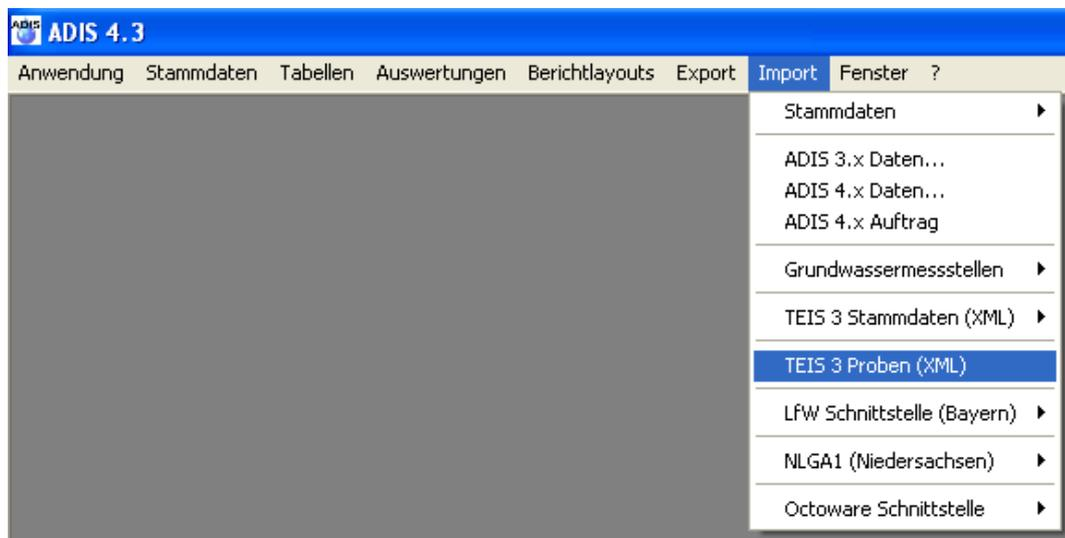 ADIS ADIS 4.3
Anwendung Stammdaten Tabellen Auswertungen Berichtlayouts Export Import Fenster ?
Stammdaten
ADIS 3.x Daten...
ADIS 4.x Daten...
ADIS 4.x Auftrag
Grundwassermessstellen
TEIS 3 Stammdaten (XML)
TEIS 3 Proben (XML)
LfW Schnittstelle (Bayern)
NLGA1 (Niedersachsen)
Octoware Schnittstelle